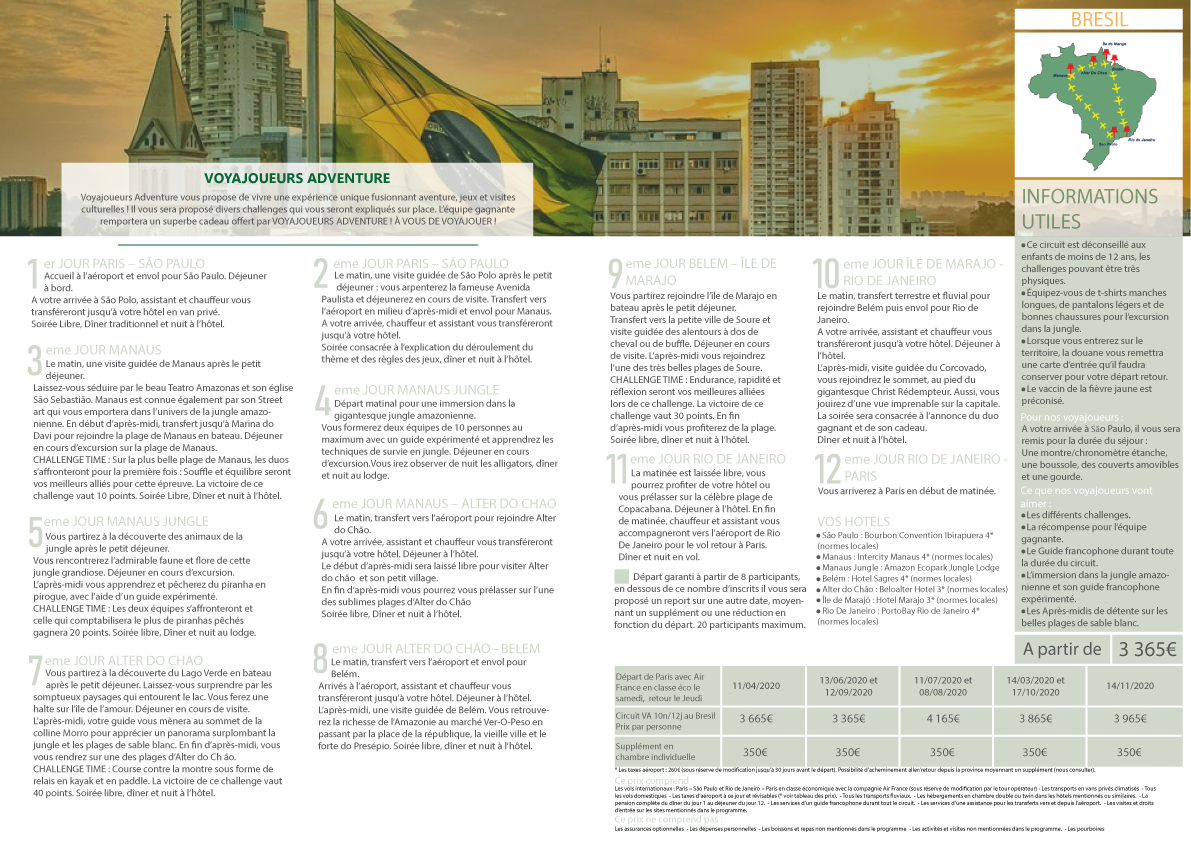 BRESIL
Île de Marajo
Manaus
Alter Do Chao
Belém
Sao Paulo
Rio de Janeiro
VOYAJOUEURS ADVENTURE
Voyajoueurs Adventure vous propose de vivre une expérience unique fusionnant aventure, jeux et visites
culturelles ! Il vous sera proposé divers challenges qui vous seront expliqués sur place. L'équipe gagnante
remportera un superbe cadeau offert par VOYAJOUEURS ADVENTURE ! À VOUS DE VOYAJOUER !
1er JOUR PARIS – SÃO PAULO
Accueil à l'aéroport et envol pour São Paulo. Déjeuner
à bord.
A votre arrivée à São Polo, assistant et chauffeur vous
transféreront jusqu'à votre hôtel en van privé.
Soirée Libre, Dîner traditionnel et nuit à l'hôtel.
3eme JOUR MANAUS
Le matin, une visite guidée de Manaus après le petit
déjeuner.
Laissez-vous séduire par le beau Teatro Amazonas et son église
São Sebastião. Manaus est connue également par son Street
art qui vous emportera dans l'univers de la jungle amazo-
nienne. En début d'après-midi, transfert jusqu'à Marina do
Davi pour rejoindre la plage de Manaus en bateau. Déjeuner
en cours d'excursion sur la plage de Manaus.
CHALLENGE TIME : Sur la plus belle plage de Manaus, les duos
s'affronteront pour la première fois : Souffle et équilibre seront
vos meilleurs alliés pour cette épreuve. La victoire de ce
challenge vaut 10 points. Soirée Libre, Dîner et nuit à l'hôtel.
5eme JOUR MANAUS JUNGLE
Vous partirez à la découverte des animaux de la
jungle après le petit déjeuner.
Vous rencontrerez l'admirable faune et flore de cette
jungle grandiose. Déjeuner en cours d'excursion.
L'après-midi vous apprendrez et pêcherez du piranha en
pirogue, avec l'aide d'un guide expérimenté.
CHALLENGE TIME : Les deux équipes s'affronteront et
celle qui comptabilisera le plus de piranhas pêchés
gagnera 20 points. Soirée libre, Dîner et nuit au lodge.
7eme JOUR ALTER DO CHAO
Vous partirez à la découverte du Lago Verde en bateau
après le petit déjeuner. Laissez-vous surprendre par les
somptueux paysages qui entourent le lac. Vous ferez une
halte sur l'île de l'amour. Déjeuner en cours de visite.
L'après-midi, votre guide vous mènera au sommet de la
colline Morro pour apprécier un panorama surplombant la
jungle et les plages de sable blanc. En fin d'après-midi, vous
vous rendrez sur une des plages d'Alter do Ch ão.
CHALLENGE TIME : Course contre la montre sous forme de
relais en kayak et en paddle. La victoire de ce challenge vaut
40 points. Soirée libre, dîner et nuit à l'hôtel.
2eme JOUR PARIS – SÃO PAULO
Le matin, une visite guidée de São Polo après le petit
déjeuner : vous arpenterez la fameuse Avenida
Paulista et déjeunerez en cours de visite. Transfert vers
l'aéroport en milieu d'après-midi et envol pour Manaus.
A votre arrivée, chauffeur et assistant vous transféreront
jusqu'à votre hôtel.
Soirée consacrée à l'explication du déroulement du
thème et des règles des jeux, dîner et nuit à l'hôtel.
4eme JOUR MANAUS JUNGLE
Départ matinal pour une immersion dans la
gigantesque jungle amazonienne.
Vous formerez deux équipes de 10 personnes au
maximum avec un guide expérimenté et apprendrez les
techniques de survie en jungle. Déjeuner en cours
d'excursion.Vous irez observer de nuit les alligators, dîner
et nuit au lodge.
6eme JOUR MANAUS – ALTER DO CHAO
Le matin, transfert vers l'aéroport pour rejoindre Alter
do Chão.
A votre arrivée, assistant et chauffeur vous transféreront
jusqu'à votre hôtel. Déjeuner à l'hôtel.
Le début d'après-midi sera laissé libre pour visiter Alter
do chão et son petit village.
En fin d'après-midi vous pourrez vous prélasser sur l'une
des sublimes plages d'Alter do Chão
Soirée Libre, dîner et nuit à l'hôtel.
8eme JOUR ALTER DO CHAO - BELEM
Le matin, transfert vers l'aéroport et envol pour
Belém.
Arrivés à l'aéroport, assistant et chauffeur vous
transféreront jusqu'à votre hôtel. Déjeuner à l'hôtel.
L'après-midi, une visite guidée de Belém. Vous retrouve-
rez la richesse de l'Amazonie au marché Ver-O-Peso en
passant par la place de la république, la vieille ville et le
forte do Presépio. Soirée libre, dîner et nuit à l'hôtel.
9eme JOUR BELEM – ÎLE DE
MARAJO
Vous partirez rejoindre l'île de Marajo en
bateau après le petit déjeuner.
Transfert vers la petite ville de Soure et
visite guidée des alentours à dos de
cheval ou de buffle. Déjeuner en cours
de visite. L'après-midi vous rejoindrez
l'une des très belles plages de Soure.
CHALLENGE TIME : Endurance, rapidité et
réflexion seront vos meilleures alliées
lors de ce challenge. La victoire de ce
challenge vaut 30 points. En fin
d'après-midi vous profiterez de la plage.
Soirée libre, dîner et nuit à l'hôtel.
11eme JOUR RIO DE JANEIRO
La matinée est laissée libre, vous
pourrez profiter de votre hôtel ou
vous prélasser sur la célèbre plage de
Copacabana. Déjeuner à l'hôtel. En fin
de matinée, chauffeur et assistant vous
accompagneront vers l'aéroport de Rio
De Janeiro pour le vol retour à Paris.
Dîner et nuit en vol.
Départ garanti à partir de 8 participants,
en dessous de ce nombre d'inscrits il vous sera
proposé un report sur une autre date, moyen-
nant un supplément ou une réduction en
fonction du départ. 20 participants maximum.
10eme JOUR ÎLE DE MARAJO -
RIO DE JANEIRO
Le matin, transfert terrestre et fluvial pour
rejoindre Belém puis envol pour Rio de
Janeiro.
A votre arrivée, assistant et chauffeur vous
transféreront jusqu'à votre hôtel. Déjeuner à
l'hôtel.
L'après-midi, visite guidée du Corcovado,
vous rejoindrez le sommet, au pied du
gigantesque Christ Rédempteur. Aussi, vous
jouirez d'une vue imprenable sur la capitale.
La soirée sera consacrée à l'annonce du duo
gagnant et de son cadeau.
Dîner et nuit à l'hôtel.
12eme JOUR RIO DE JANEIRO -
PARIS
Vous arriverez à Paris en début de matinée.
VOS HOTELS
● São Paulo : Bourbon Convention Ibirapuera 4*
(normes locales)
● Manaus : Intercity Manaus 4* (normes locales)
● Manaus Jungle : Amazon Ecopark Jungle Lodge
● Belém : Hotel Sagres 4* (normes locales)
● Alter do Chão : Beloalter Hotel 3* (normes locales)
● Île de Marajó : Hotel Marajo 3* (normes locales)
● Rio De Janeiro : PortoBay Rio de Janeiro 4*
(normes locales)
INFORMATIONS
UTILES
●Ce circuit est déconseillé aux
enfants de moins de 12 ans, les
challenges pouvant être très
physiques.
●Équipez-vous de t-shirts manches
longues, de pantalons légers et de
bonnes chaussures pour l'excursion
dans la jungle.
●Lorsque vous entrerez sur le
territoire, la douane vous remettra
une carte d'entrée qu'il faudra
conserver pour votre départ retour.
●Le vaccin de la fièvre jaune est
préconisé.
Pour nos voyajoueurs :
A votre arrivée à São Paulo, il vous sera
remis pour la durée du séjour :
Une montre/chronomètre étanche,
une boussole, des couverts amovibles
et une gourde.
Ce que nos voyajoueurs vont
aimer :
●Les différents challenges.
●La récompense pour l'équipe
gagnante.
●Le Guide francophone durant toute
la durée du circuit.
●L'immersion dans la jungle amazo-
nienne et son guide francophone
expérimenté.
●Les Après-midis de détente sur les
belles plages de sable blanc.
A partir de 3 365€
Départ de Paris avec Air
France en classe éco le
samedi, retour le Jeudi
11/04/2020
13/06/2020 et
12/09/2020
11/07/2020 et
08/08/2020
14/03/2020 et
17/10/2020
14/11/2020
Circuit VA 10n/12j au Bresil
Prix par personne
3 665€ 3 365€ 4 165€ 3 865€ 3 965€
Supplément en
chambre individuelle
350€ 350€ 350€ 350€ 350€
* Les taxes aéroport : 260€ (sous réserve de modification jusqu'à 30 jours avant le départ). Possibilité d'acheminement aller/retour depuis la province moyennant un supplément (nous consulter).
Ce prix comprend
Les vols internationaux ; Paris – São Paulo et Rio de Janeiro – Paris en classe économique avec la compagnie Air France (sous réserve de modification par le tour opérateur) - Les transports en vans privés climatisés - Tous
les vols domestiques - Les taxes d'aéroport à ce jour et révisables (* voir tableau des prix). - Tous les transports fluviaux. - Les hébergements en chambre double ou twin dans les hôtels mentionnés ou similaires. - La
pension complète du dîner du jour 1 au déjeuner du jour 12. - Les services d'un guide francophone durant tout le circuit. - Les services d'une assistance pour les transferts vers et depuis l'aéroport. - Les visites et droits
d'entrée sur les sites mentionnés dans le programme.
Ce prix ne comprend pas :
Les assurances optionnelles - Les dépenses personnelles - Les boissons et repas non mentionnés dans le programme - Les activités et visites non mentionnées dans le programme. - Les pourboires